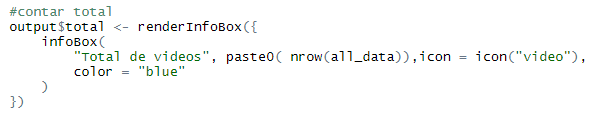 #contar total
output$total <- renderInfoBox({
    infoBox(
        "Total de videos", paste0( nrow(all_data)),icon = icon("video"),
        color = "blue"
    )
})